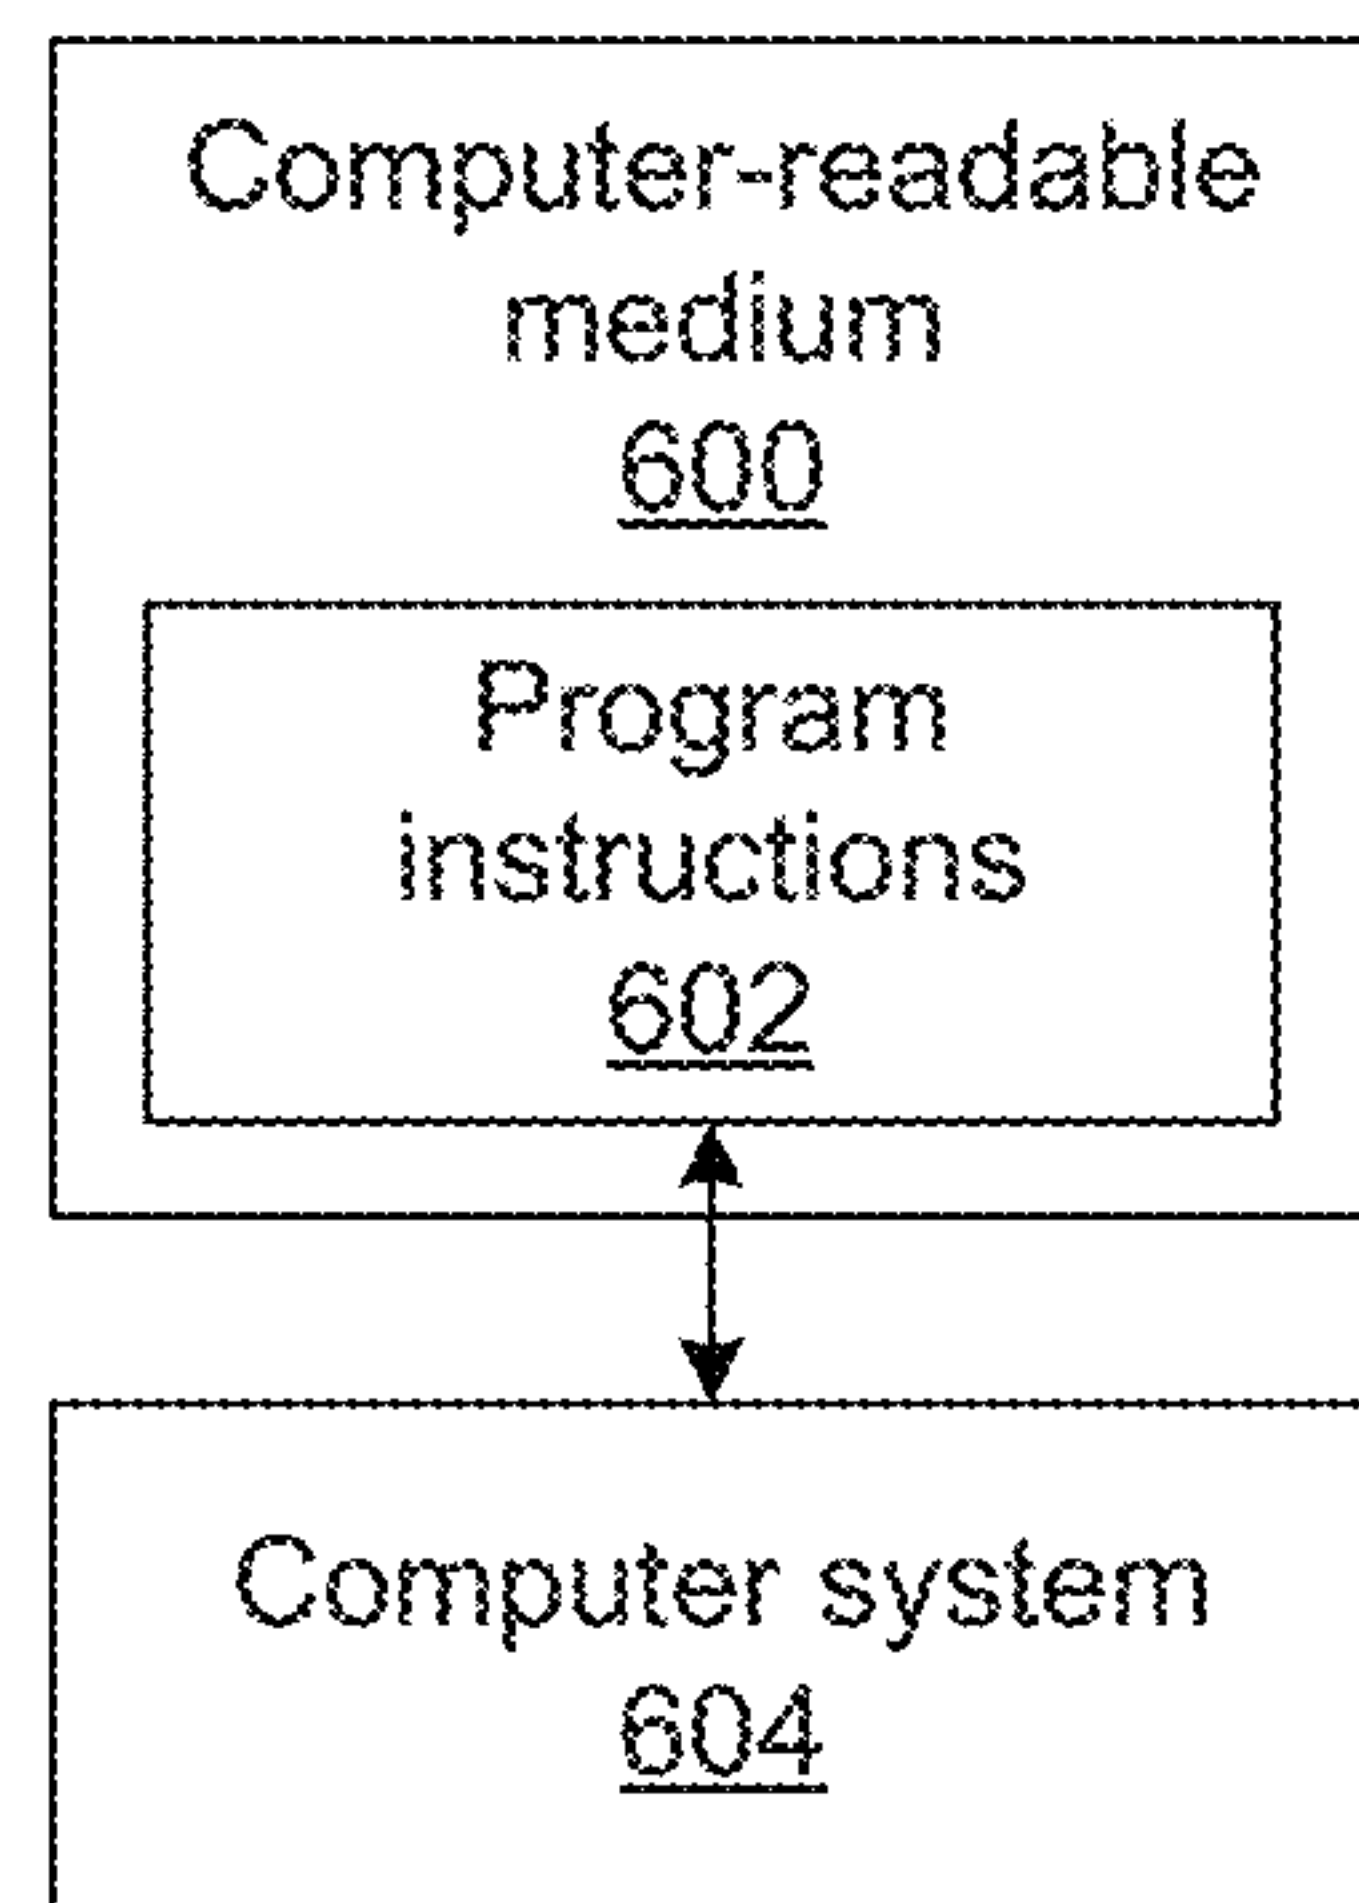 Computer-readable
medium
600
Program
instructions
602
Computer system
604